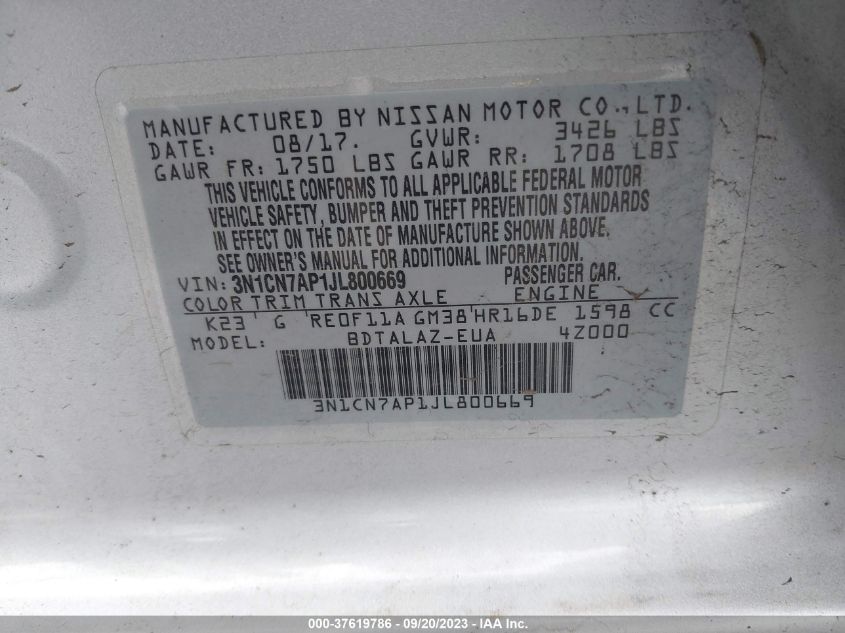 MANUFACTURED BY NISSAN MOTOR CO., LTD.
DATE: 08/17. GVWR: 3426 LBS
GAWR FR: 1750 LBS GAWR RR: 1708 LBS
THIS VEHICLE CONFORMS TO ALL APPLICABLE FEDERAL MOTOR
VEHICLE SAFETY, BUMPER AND THEFT PREVENTION STANDARDS
IN EFFECT ON THE DATE OF MANUFACTURE SHOWN ABOVE.
SEE OWNER'S MANUAL FOR ADDITIONAL INFORMATION.
VIN: 3N1CN7AP1JL800669 PASSENGER CAR.
COLOR TRIM TRANS AXLE ENGINE
K23 G RE0F11A GM38 HR16DE 1598 CC
MODEL: BDTALAZ-EUA 4Z000
3N1CN7AP1JL800669
000-37619786 - 09/20/2023 - IAA Inc.